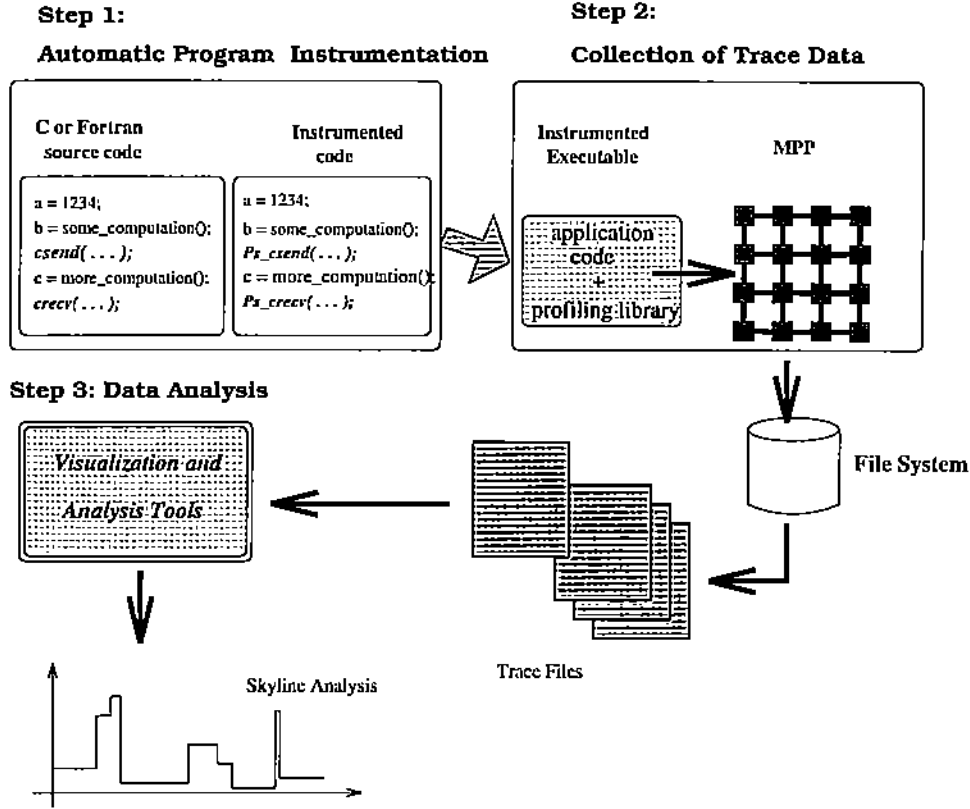 Step 1:
Automatic Program Instrumentation
C or Fortran
source code
a = 1234;
b = some_computation();
csend( . . . );
c = more_computation();
crecv( . . . );
Instrumented
code
a = 1234;
b = some_computation();
Ps_csend( . . . );
c = more_computation();
Ps_crecv( . . . );
Step 2:
Collection of Trace Data
Instrumented
Executable
application
code
+
profiling library
MPP
File System
Trace Files
Step 3: Data Analysis
Visualization and
Analysis Tools
Skyline Analysis